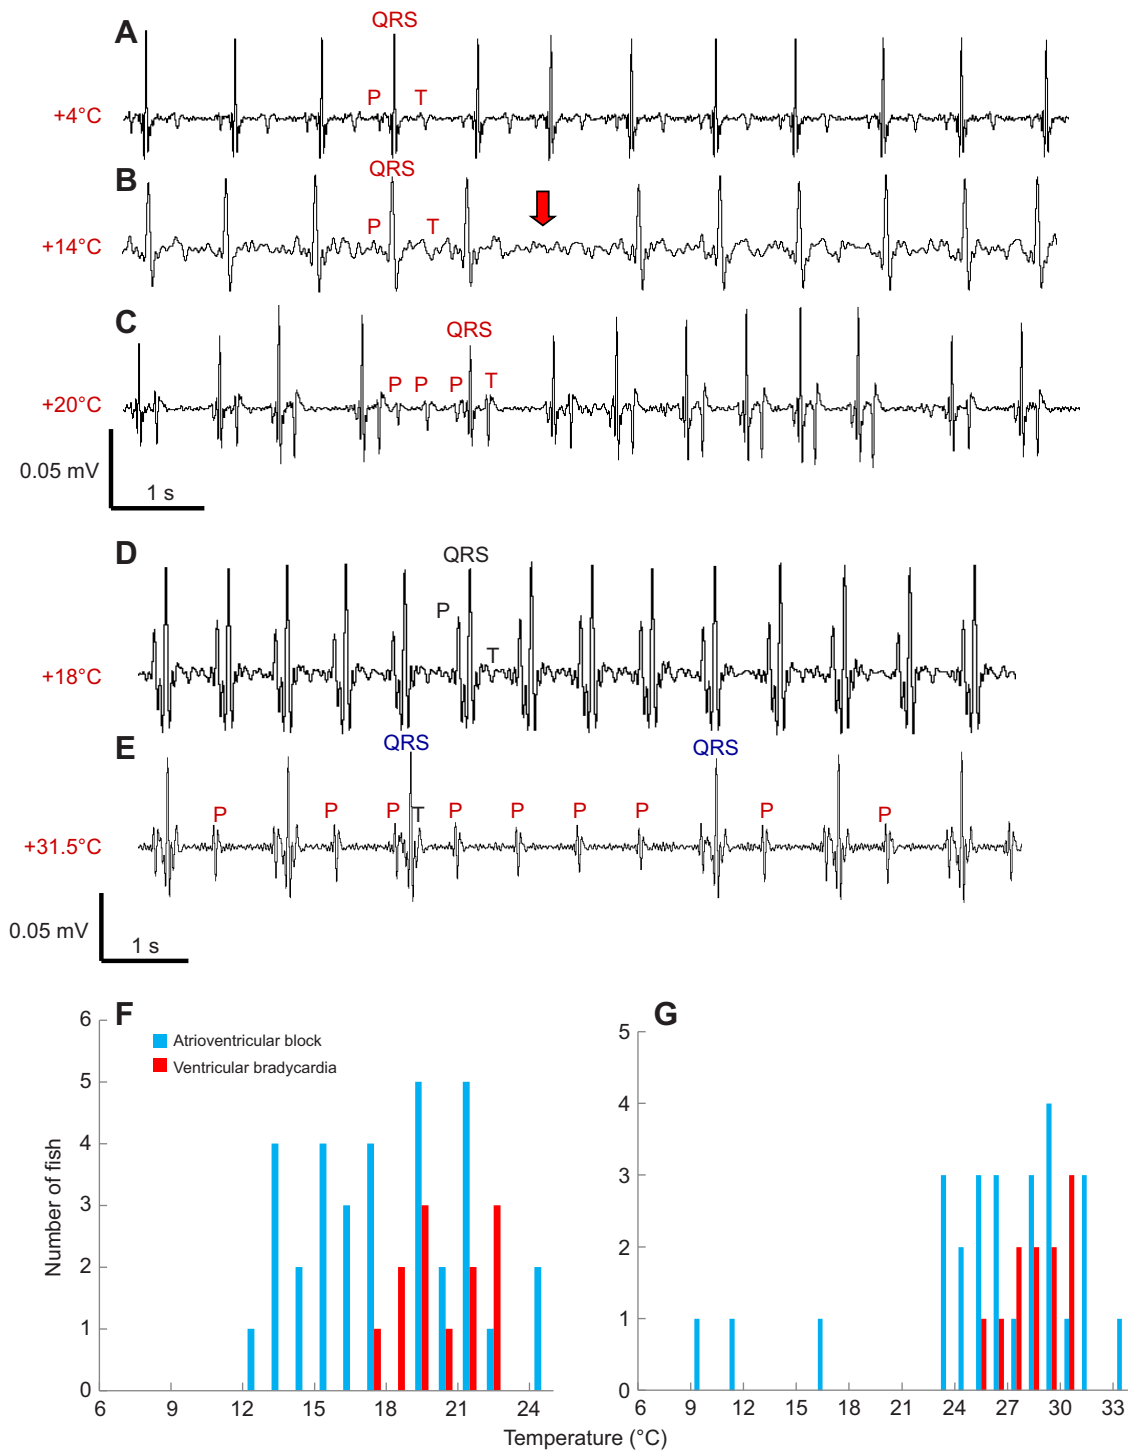 A
QRS
+4°C
P
T
B
QRS
+14°C
P
T
C
QRS
+20°C
P P P T
0.05 mV
1 s
D
QRS
P
T
+18°C
E
QRS
QRS
P P P T P P P P P P
+31.5°C
0.05 mV
1 s
F
Atrioventricular block
Ventricular bradycardia
Number of fish
6
5
4
3
2
1
0
6 9 12 15 18 21 24
G
5
4
3
2
1
0
6 9 12 15 18 21 24 27 30 33
Temperature (°C)